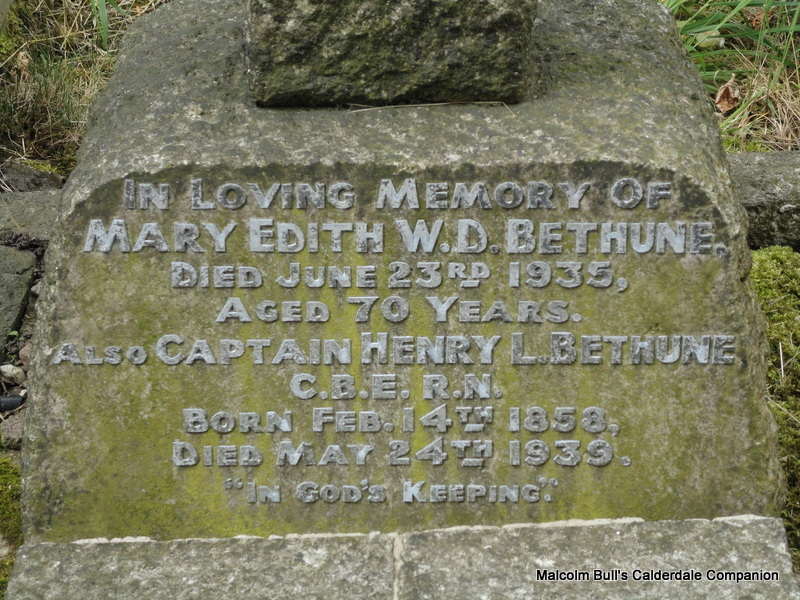 In Loving Memory Of
Mary Edith W.D. Bethune,
Died June 23rd 1935,
Aged 70 Years.
Also Captain Henry L. Bethune
C.B.E. R.N.
Born Feb. 14th 1858,
Died May 24th 1939.
"In God's Keeping".
Malcolm Bull's Calderdale Companion